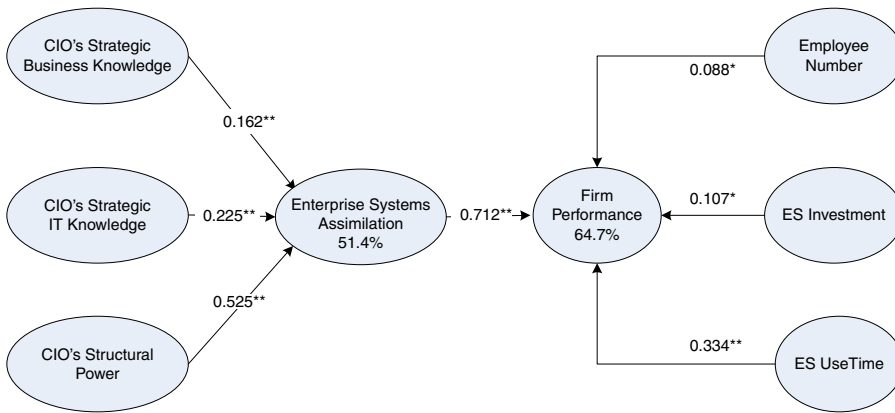 CIO's Strategic
Business Knowledge
0.162**
CIO's Strategic
IT Knowledge
0.225**
CIO's Structural
Power
0.525**
Enterprise Systems
Assimilation
51.4%
0.712**
Firm
Performance
64.7%
Employee
Number
0.088*
ES Investment
0.107*
ES UseTime
0.334**